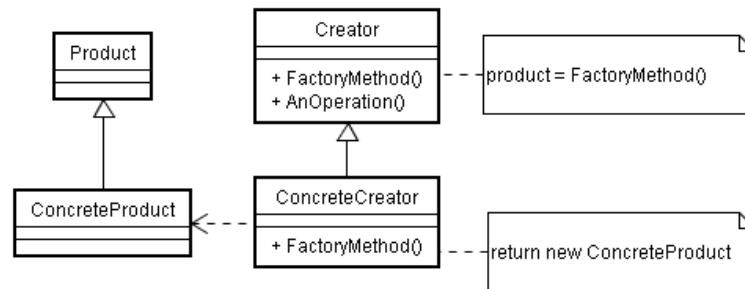 Creator
Product
+ FactoryMethod()
+ AnOperation()
product = FactoryMethod()
ConcreteProduct
ConcreteCreator
+ FactoryMethod()
return new ConcreteProduct